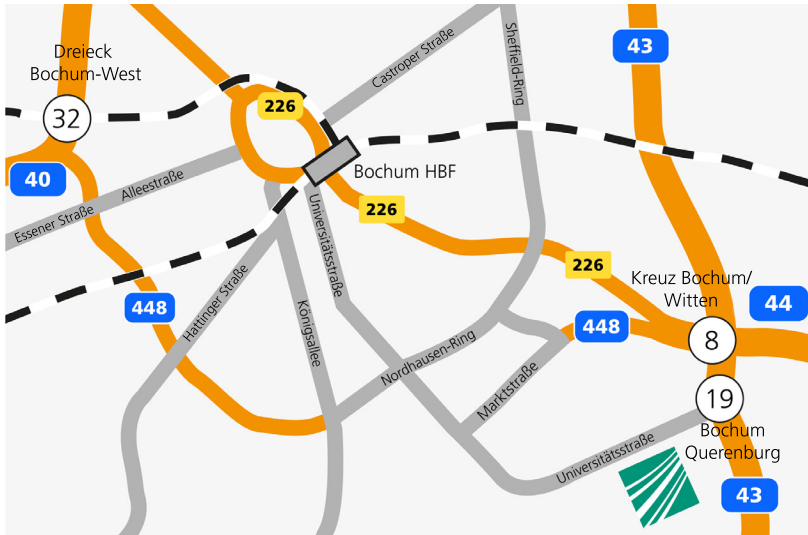 Dreieck
Bochum-West
32
40
226
Castroper Straße
Sheffield-Ring
43
Alleestraße
Essener Straße
Bochum HBF
226
Universitätsstraße
226
Kreuz Bochum/
Witten
44
448
Hattinger Straße
Königsallee
448
8
Nordhausen-Ring
Marktstraße
19
Bochum
Querenburg
Universitätsstraße
43